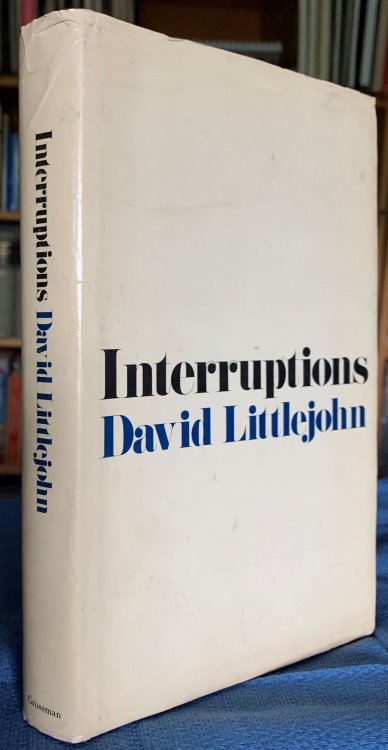 Interruptions David Littlejohn
Grossman
Interruptions
David Littlejohn